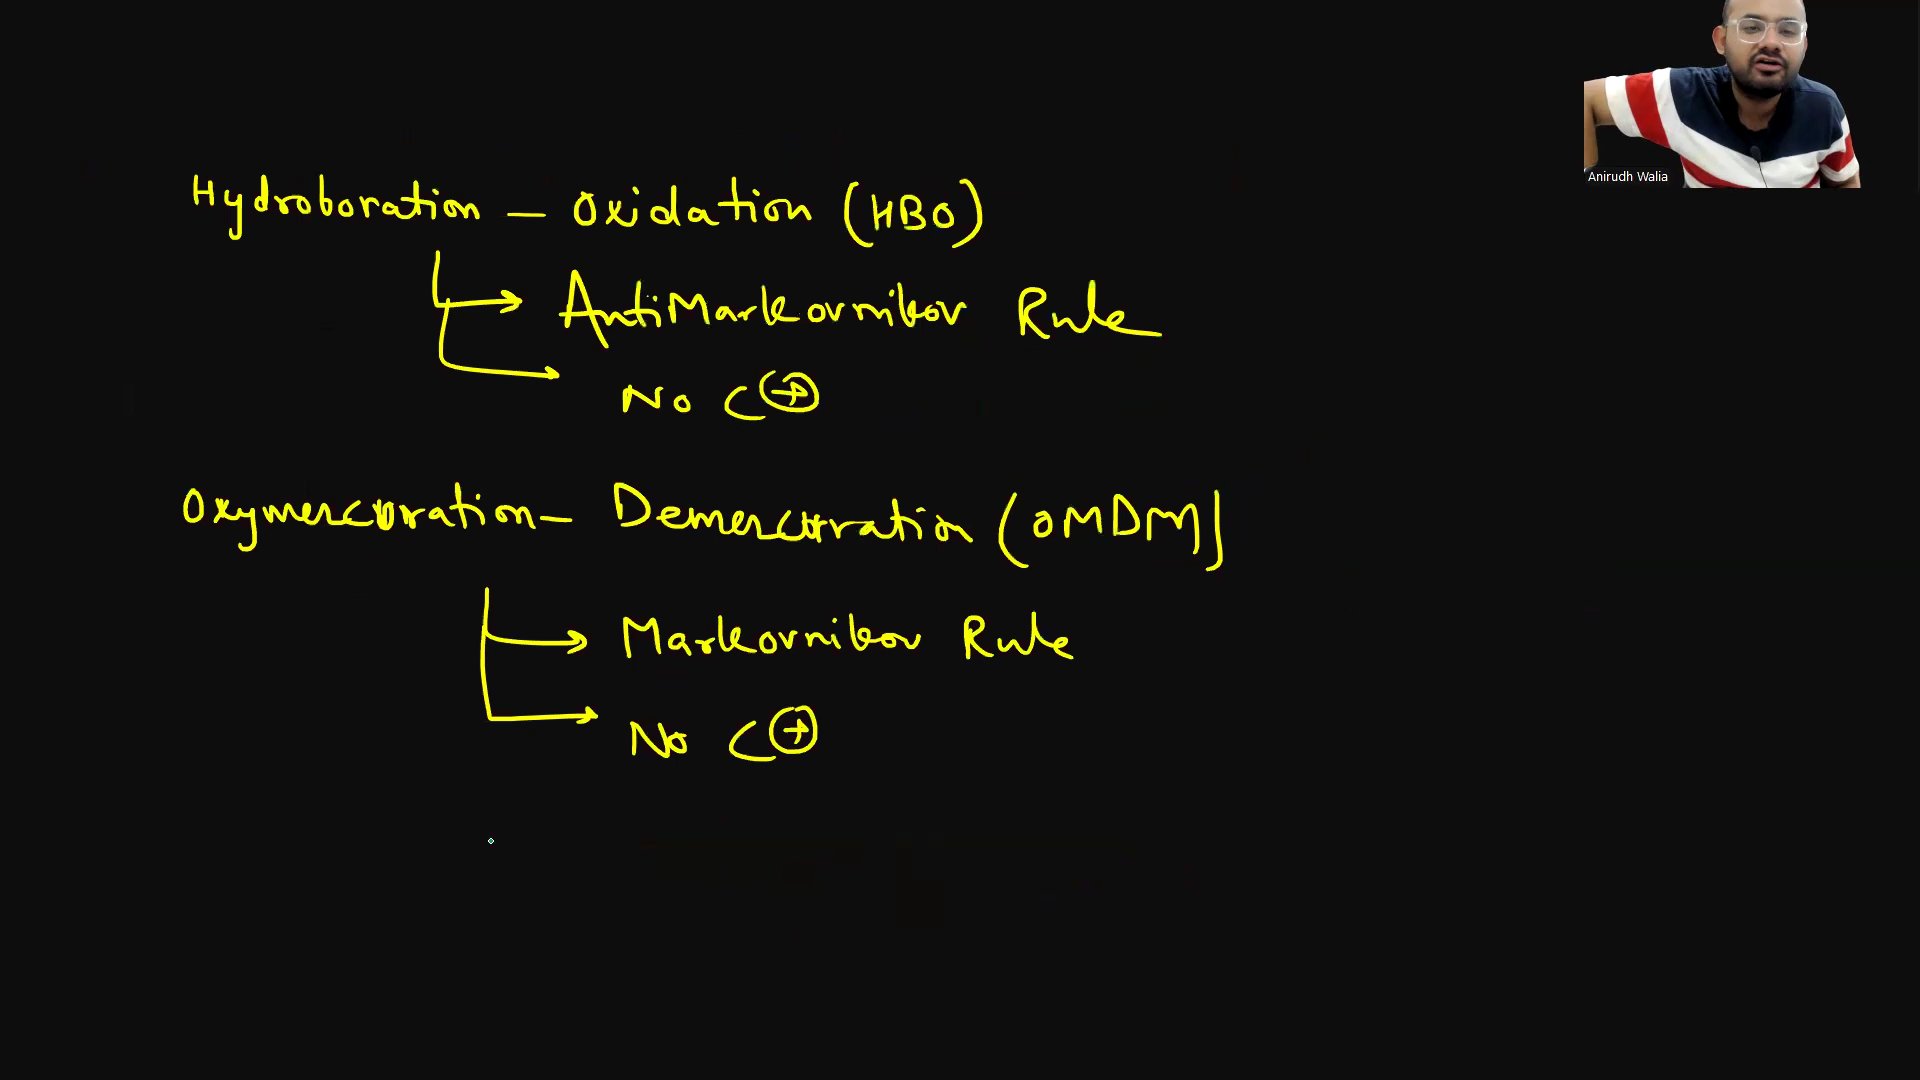 Anirudh Walia
Hydroboration – Oxidation (HBO)
AntiMarkovnikov Rule
No C⊕
Oxymercuration – Demercuration (OMDM)
Markovnikov Rule
No C⊕